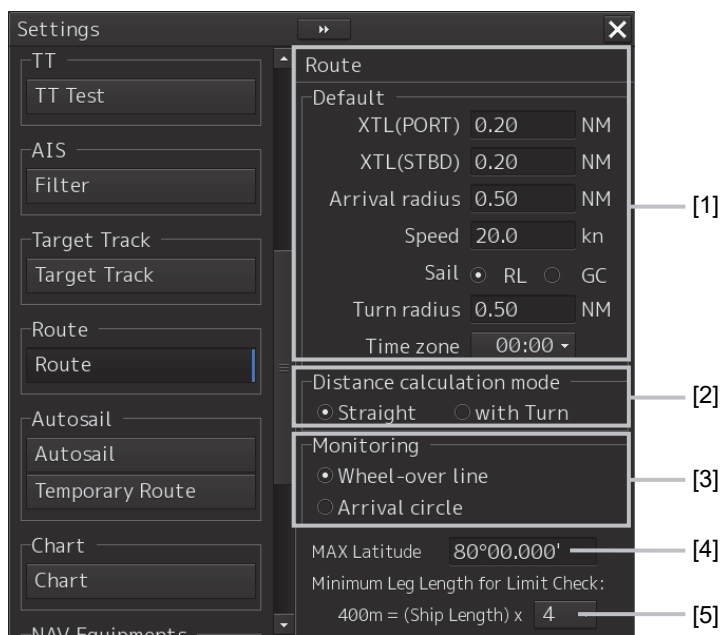 Settings
TT
TT Test
AIS
Filter
Target Track
Target Track
Route
Route
Autosail
Autosail
Temporary Route
Chart
Chart
NAV Equipments
Route
Default
XTL(PORT) 0.20 NM
XTL(STBD) 0.20 NM
Arrival radius 0.50 NM
Speed 20.0 kn
Sail RL GC
Turn radius 0.50 NM
Time zone 00:00
[1]
Distance calculation mode
Straight with Turn
[2]
Monitoring
Wheel-over line
Arrival circle
[3]
MAX Latitude 80°00.000' [4]
Minimum Leg Length for Limit Check:
400m = (Ship Length) x 4 [5]